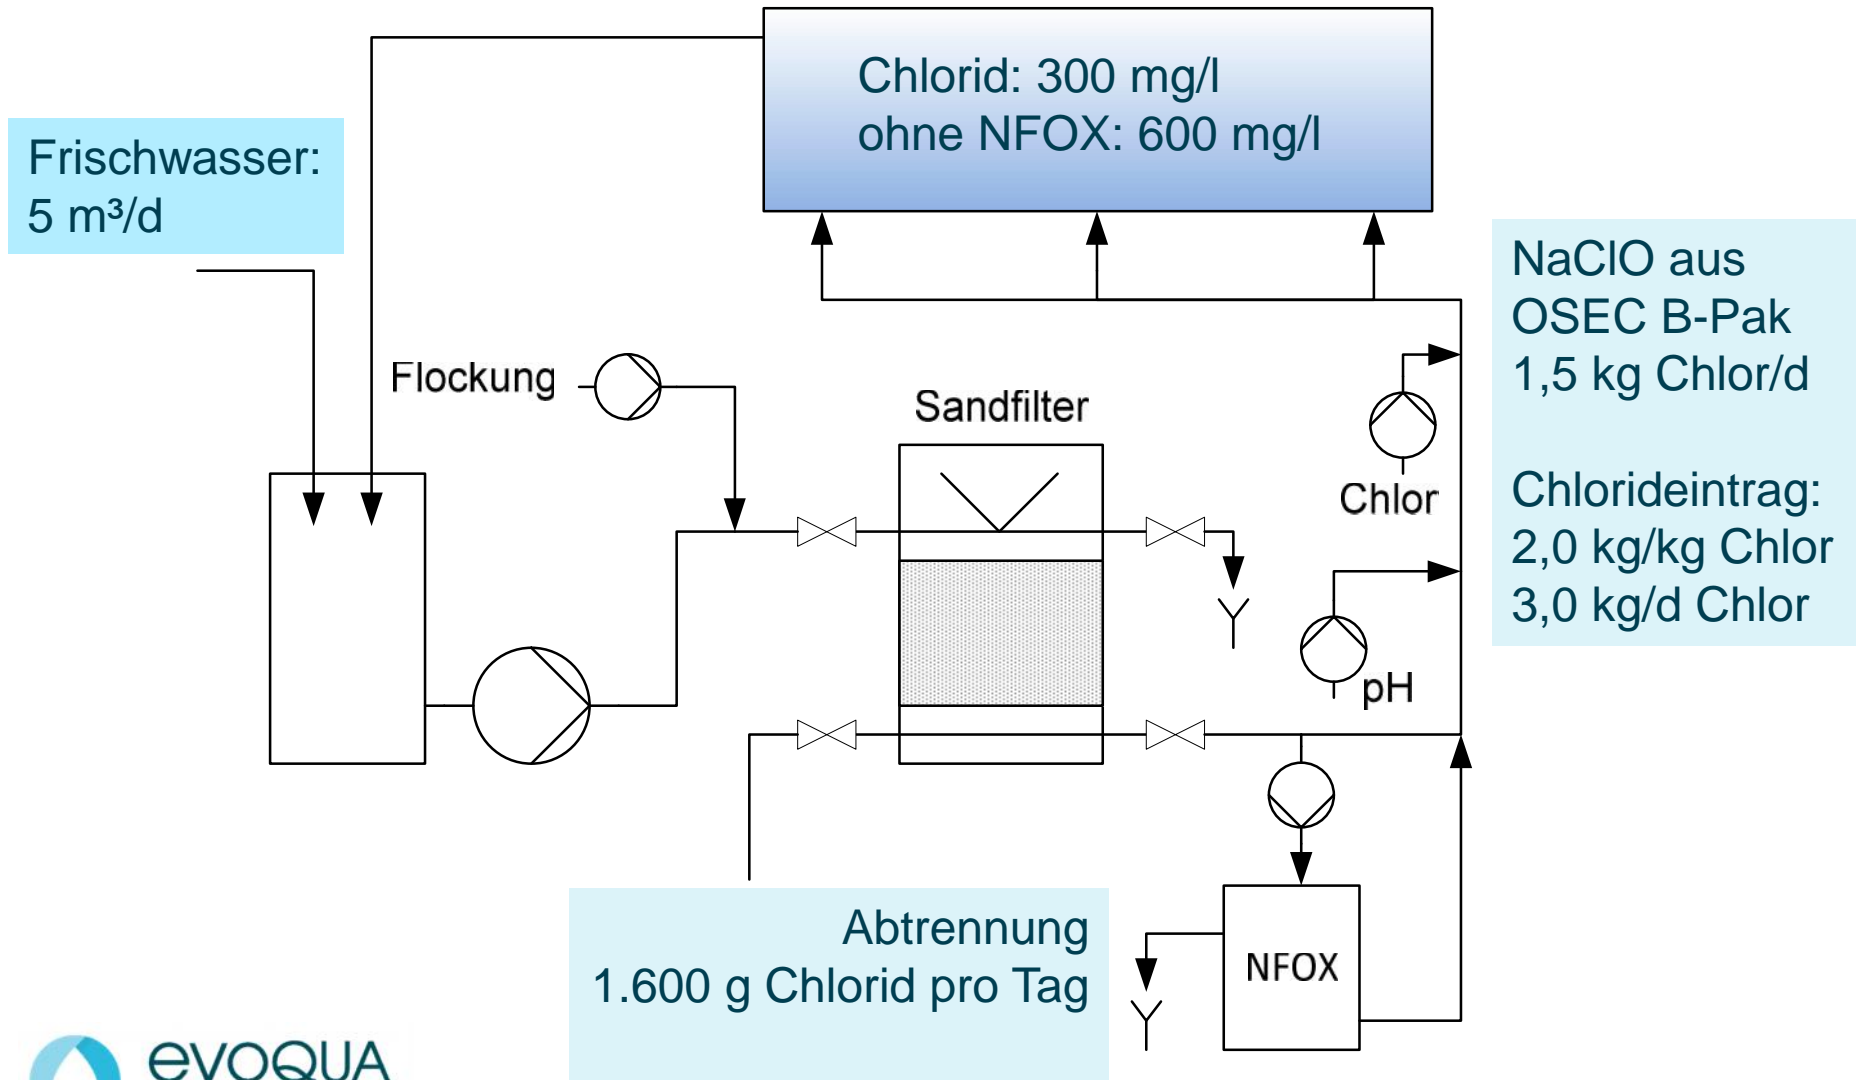 Chlorid: 300 mg/l
ohne NFOX: 600 mg/l
Frischwasser:
5 m³/d
NaClO aus
OSEC B-Pak
1,5 kg Chlor/d
Chlorideintrag:
2,0 kg/kg Chlor
3,0 kg/d Chlor
Flockung
Sandfilter
Chlor
pH
Abtrennung
1.600 g Chlorid pro Tag
NFOX
evoQUA